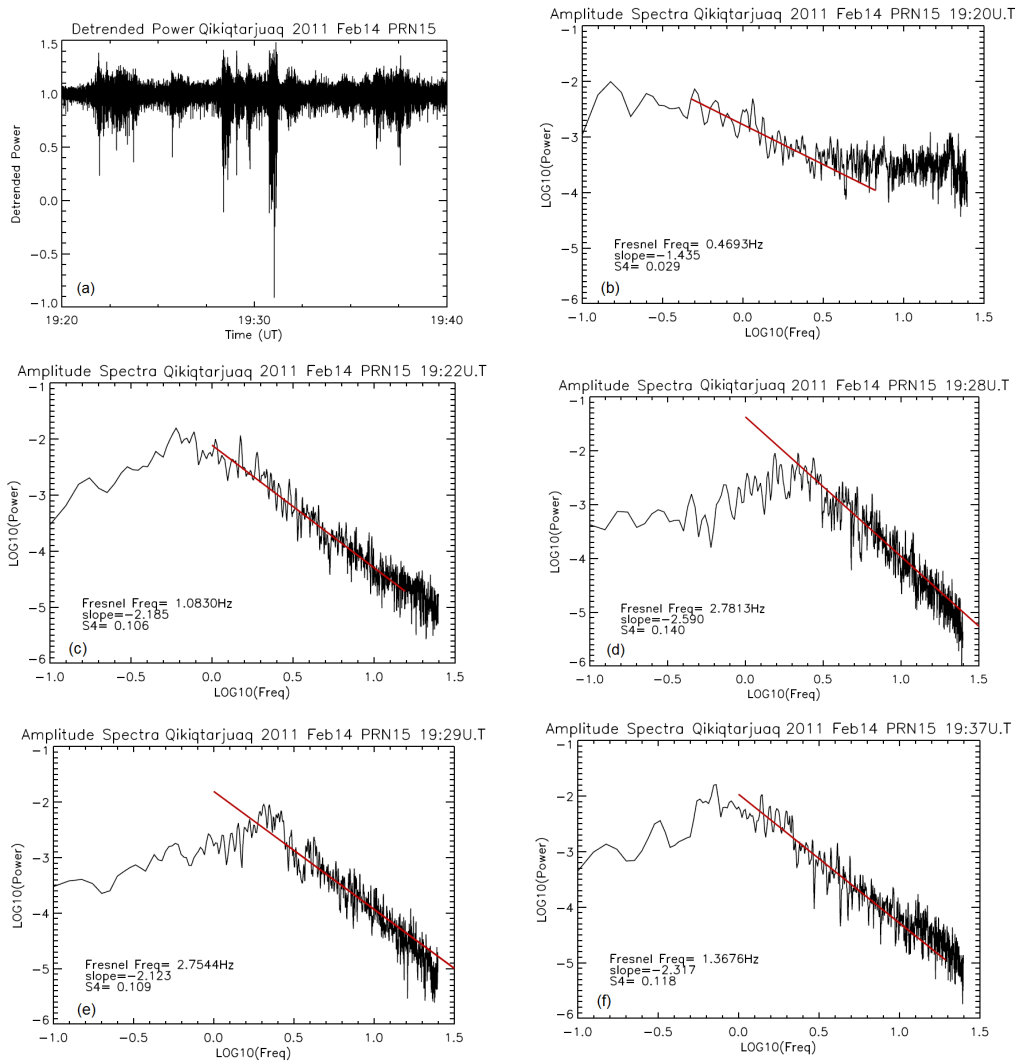 Detrended Power Qikiqtarjuaq 2011 Feb14 PRN15
1.5
1.0
0.5
0.0
−0.5
−1.0
Detrended Power
(a)
19:20
19:30
19:40
Time (UT)
Amplitude Spectra Qikiqtarjuaq 2011 Feb14 PRN15 19:20U.T
−1
−2
−3
−4
−5
−6
LOG10(Power)
Fresnel Freq= 0.4693Hz
slope=−1.435
S4= 0.029
(b)
−1.0
−0.5
0.0
0.5
1.0
1.5
LOG10(Freq)
Amplitude Spectra Qikiqtarjuaq 2011 Feb14 PRN15 19:22U.T
−1
−2
−3
−4
−5
−6
LOG10(Power)
Fresnel Freq= 1.0830Hz
slope=−2.185
S4= 0.106
(c)
−1.0
−0.5
0.0
0.5
1.0
1.5
LOG10(Freq)
Amplitude Spectra Qikiqtarjuaq 2011 Feb14 PRN15 19:28U.T
−1
−2
−3
−4
−5
−6
LOG10(Power)
Fresnel Freq= 2.7813Hz
slope=−2.590
S4= 0.140
(d)
−1.0
−0.5
0.0
0.5
1.0
1.5
LOG10(Freq)
Amplitude Spectra Qikiqtarjuaq 2011 Feb14 PRN15 19:29U.T
−1
−2
−3
−4
−5
−6
LOG10(Power)
Fresnel Freq= 2.7544Hz
slope=−2.123
S4= 0.109
(e)
−1.0
−0.5
0.0
0.5
1.0
1.5
LOG10(Freq)
Amplitude Spectra Qikiqtarjuaq 2011 Feb14 PRN15 19:37U.T
−1
−2
−3
−4
−5
−6
LOG10(Power)
Fresnel Freq= 1.3676Hz
slope=−2.317
S4= 0.118
(f)
−1.0
−0.5
0.0
0.5
1.0
1.5
LOG10(Freq)